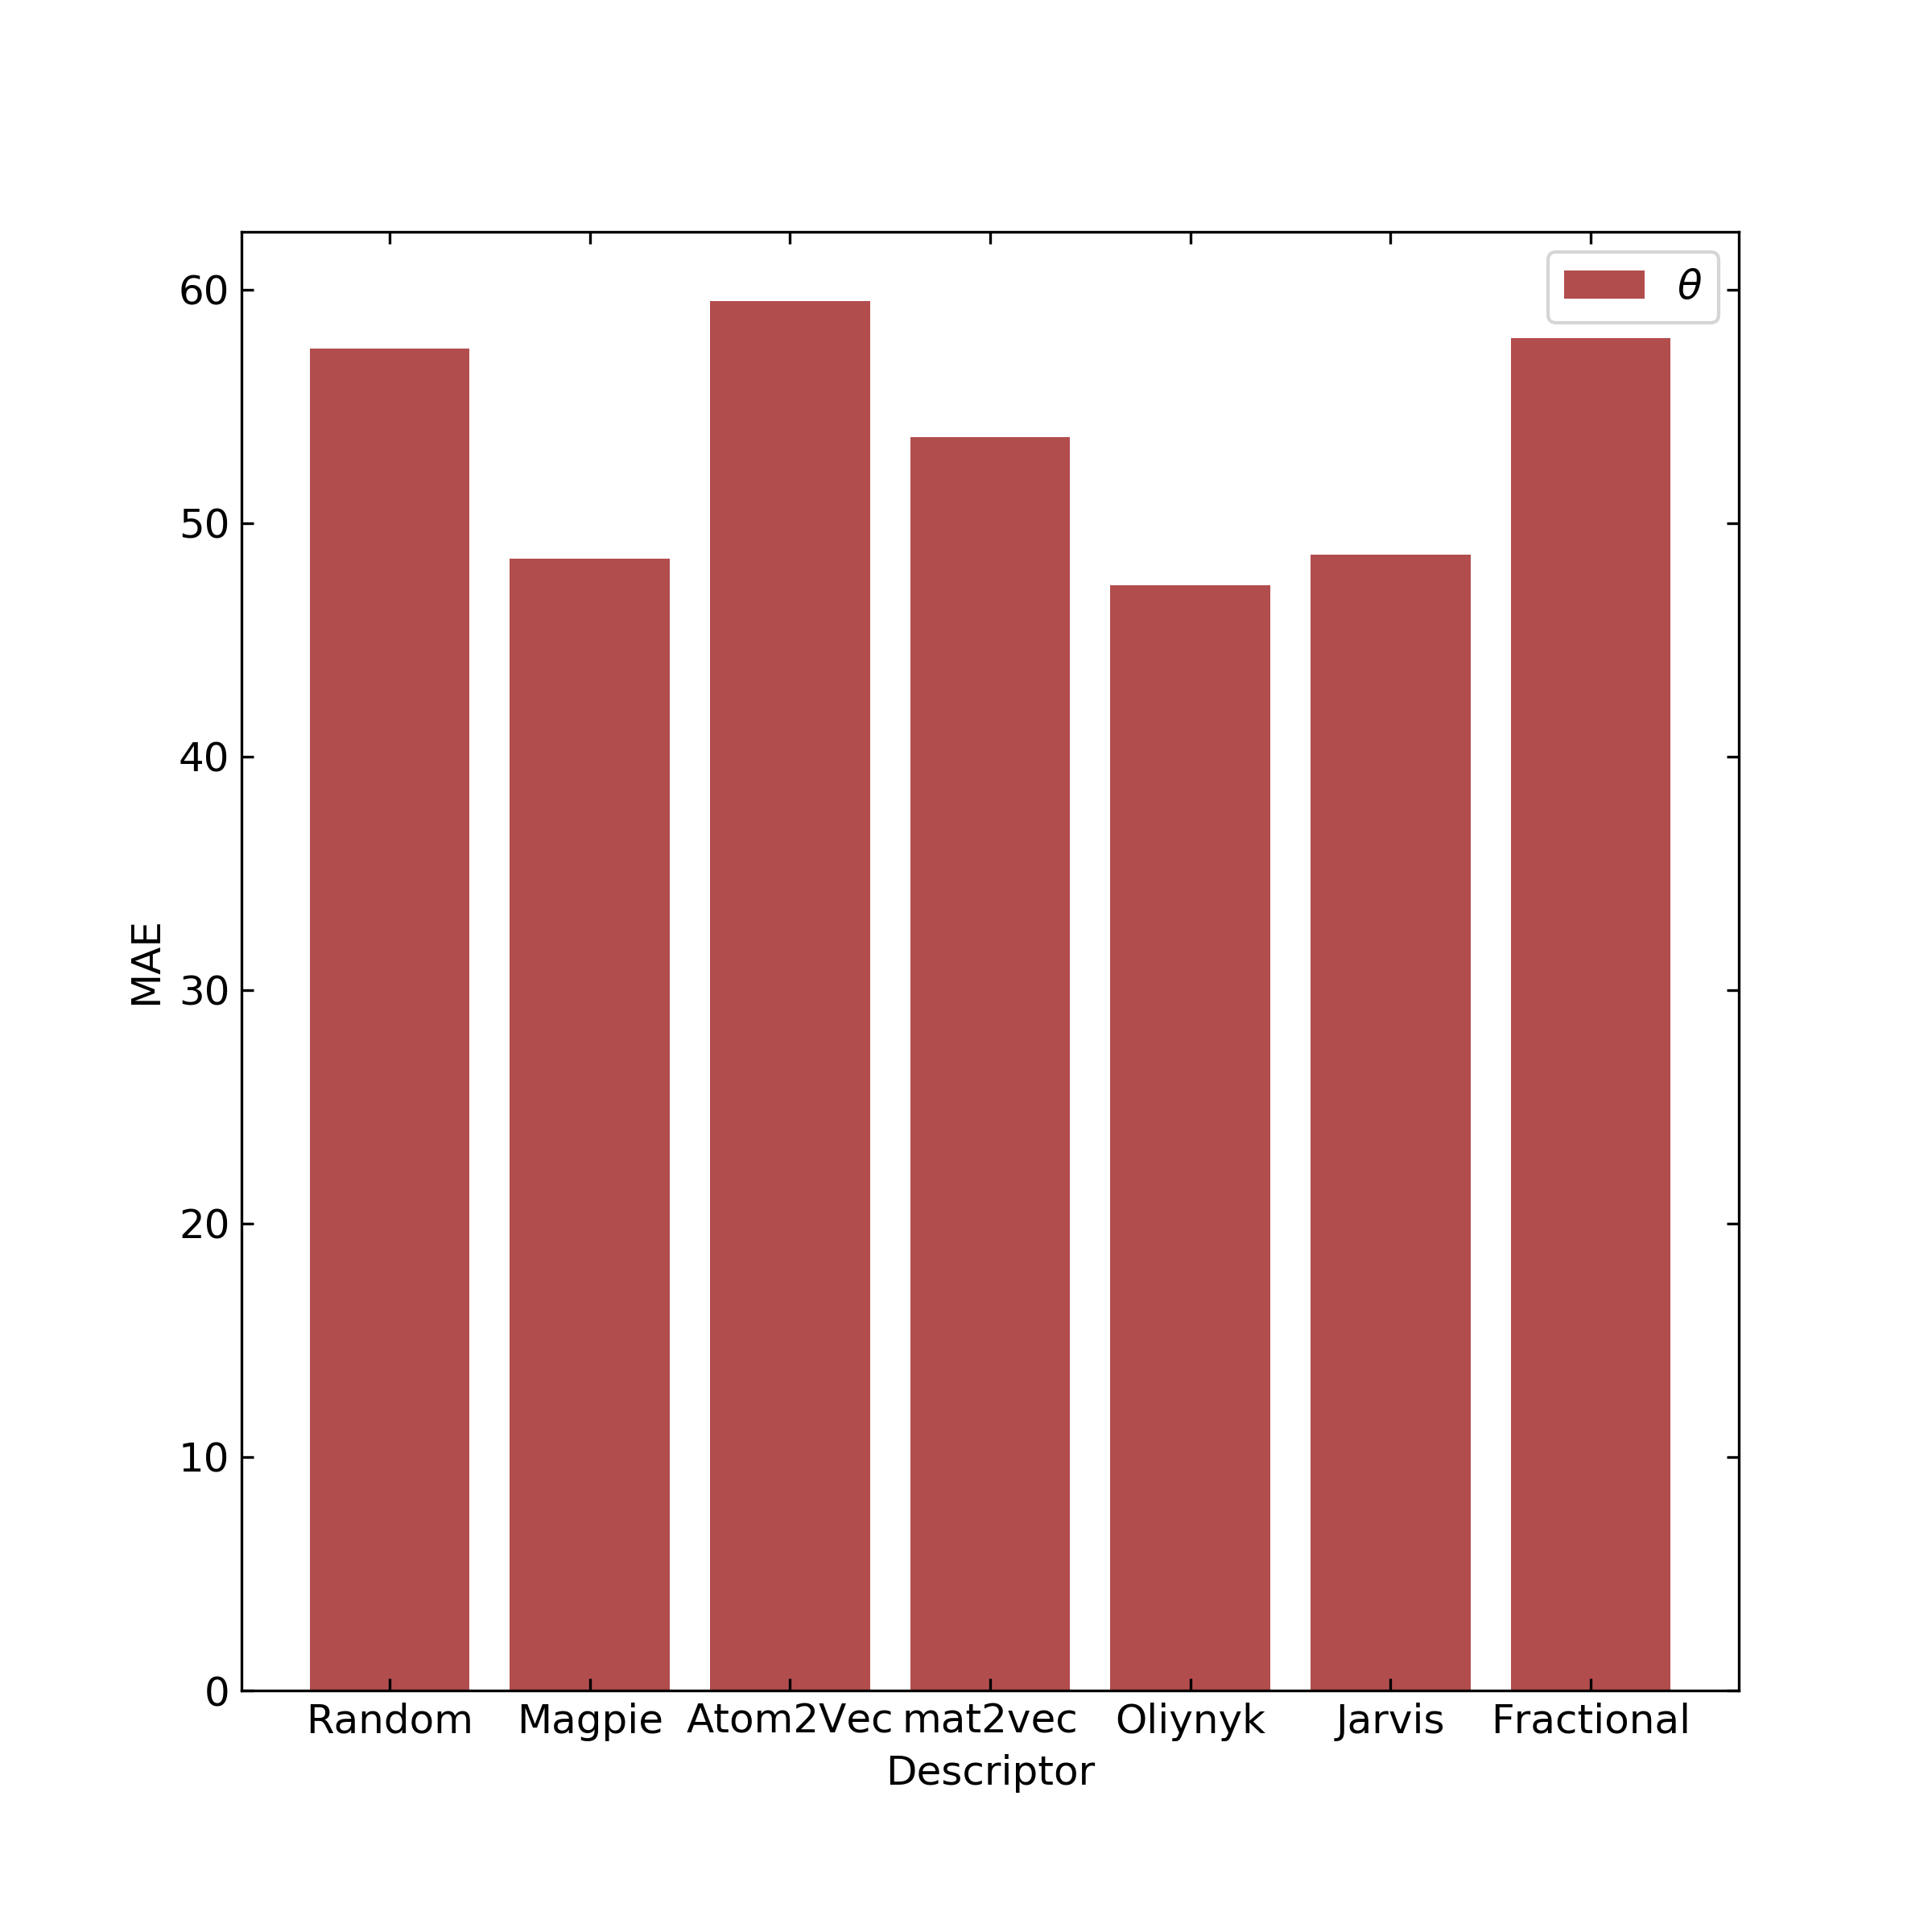 θ
60
50
40
30
20
10
0
MAE
Random Magpie Atom2Vec mat2vec Oliynyk Jarvis Fractional
Descriptor